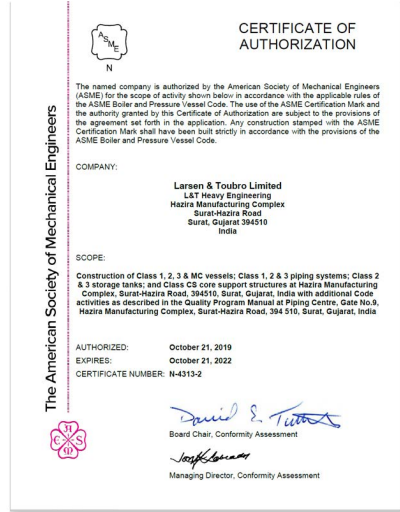 CERTIFICATE OF
AUTHORIZATION
ASME
N
The named company is authorized by the American Society of Mechanical Engineers
(ASME) for the scope of activity shown below in accordance with the applicable rules of
the ASME Boiler and Pressure Vessel Code. The use of the ASME Certification Mark and
the authority granted by this Certificate of Authorization are subject to the provisions of
the agreement set forth in the application. Any construction stamped with the ASME
Certification Mark shall have been built strictly in accordance with the provisions of the
ASME Boiler and Pressure Vessel Code.
COMPANY:
Larsen & Toubro Limited
L&T Heavy Engineering
Hazira Manufacturing Complex
Surat-Hazira Road
Surat, Gujarat 394510
India
SCOPE:
Construction of Class 1, 2, 3 & MC vessels; Class 1, 2 & 3 piping systems; Class 2
& 3 storage tanks; and Class CS core support structures at Hazira Manufacturing
Complex, Surat-Hazira Road, 394510, Surat, Gujarat, India with additional Code
activities as described in the Quality Program Manual at Piping Centre, Gate No.9,
Hazira Manufacturing Complex, Surat-Hazira Road, 394 510, Surat, Gujarat, India
AUTHORIZED: October 21, 2019
EXPIRES: October 21, 2022
CERTIFICATE NUMBER: N-4313-2
David E. Tuttle
Board Chair, Conformity Assessment
Managing Director, Conformity Assessment
The American Society of Mechanical Engineers